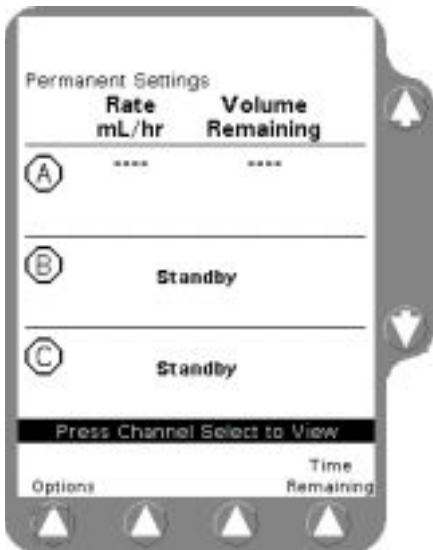 Permanent Settings
Rate Volume
mL/hr Remaining
A ---- ----
B Standby
C Standby
Press Channel Select to View
Time
Options Remaining